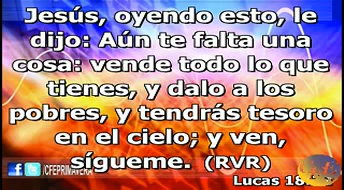 Jesús, oyendo esto, le
dijo: Aún te falta una
cosa: vende todo lo que
tienes, y dalo a los
pobres, y tendrás tesoro
en el cielo; y ven,
sígueme. (RVR)
/CFEPRIMAVERA
Lucas